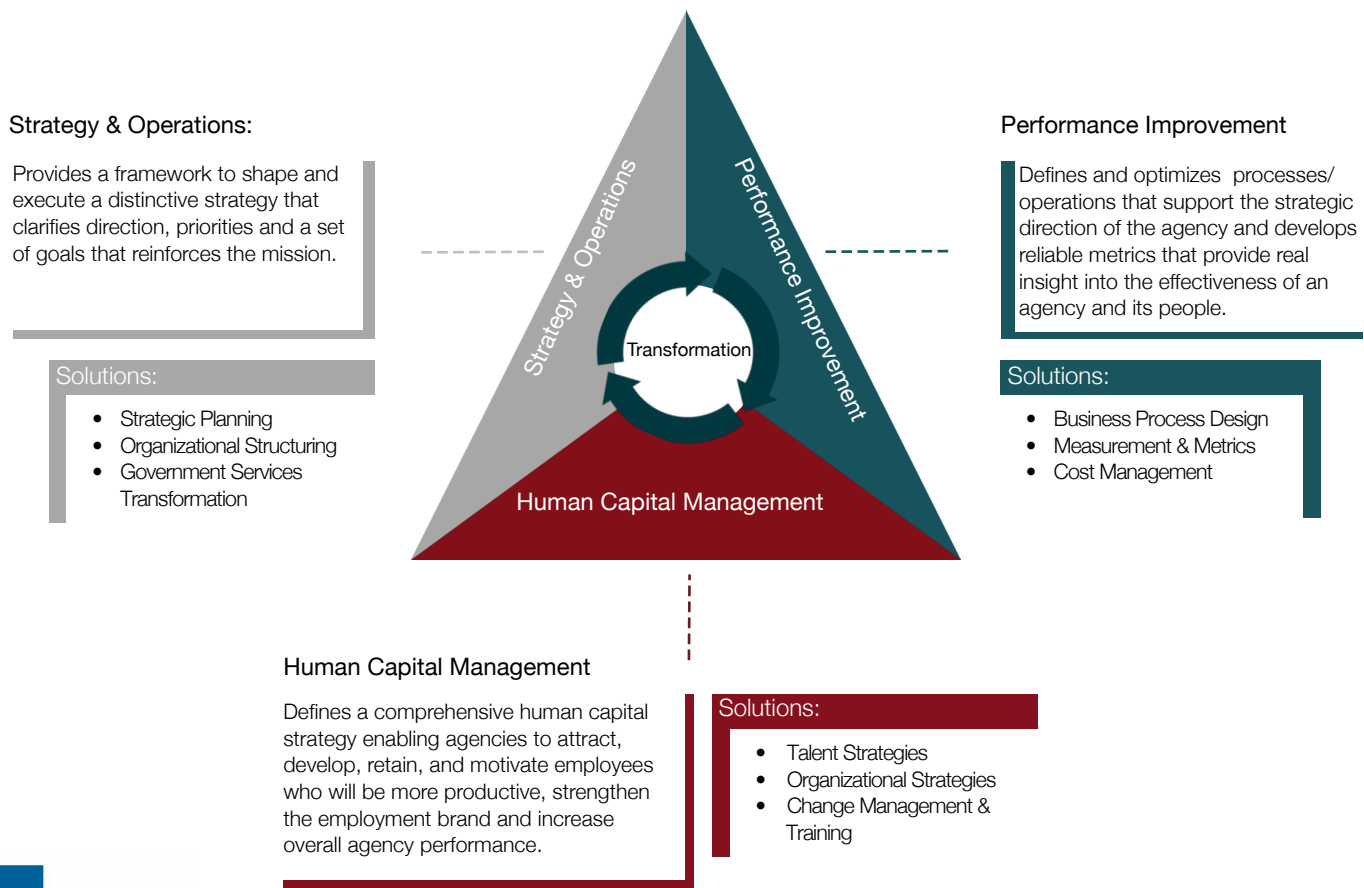 Strategy & Operations:
Provides a framework to shape and
execute a distinctive strategy that
clarifies direction, priorities and a set
of goals that reinforces the mission.
Solutions:
• Strategic Planning
• Organizational Structuring
• Government Services
Transformation
Strategy & Operations
Performance Improvement
Transformation
Human Capital Management
Performance Improvement
Defines and optimizes processes/
operations that support the strategic
direction of the agency and develops
reliable metrics that provide real
insight into the effectiveness of an
agency and its people.
Solutions:
• Business Process Design
• Measurement & Metrics
• Cost Management
Human Capital Management
Defines a comprehensive human capital
strategy enabling agencies to attract,
develop, retain, and motivate employees
who will be more productive, strengthen
the employment brand and increase
overall agency performance.
Solutions:
• Talent Strategies
• Organizational Strategies
• Change Management &
Training